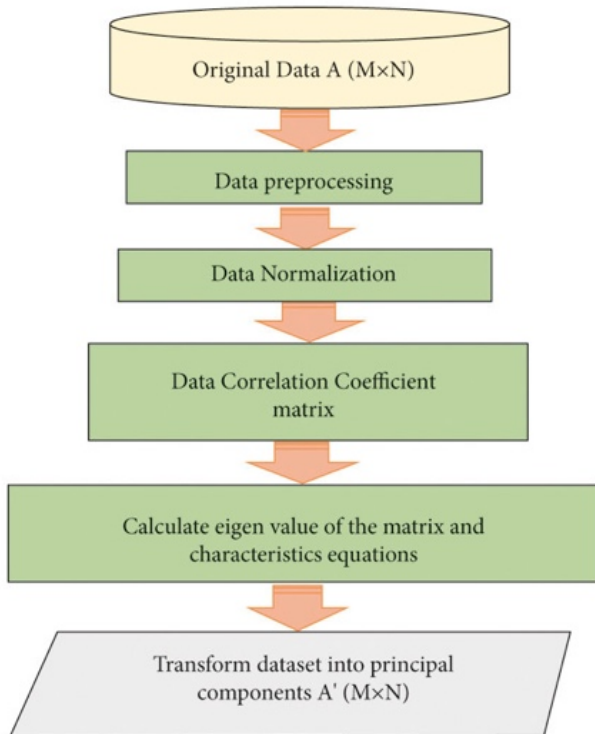 Original Data A (M×N)
Data preprocessing
Data Normalization
Data Correlation Coefficient
matrix
Calculate eigen value of the matrix and
characteristics equations
Transform dataset into principal
components A' (M×N)